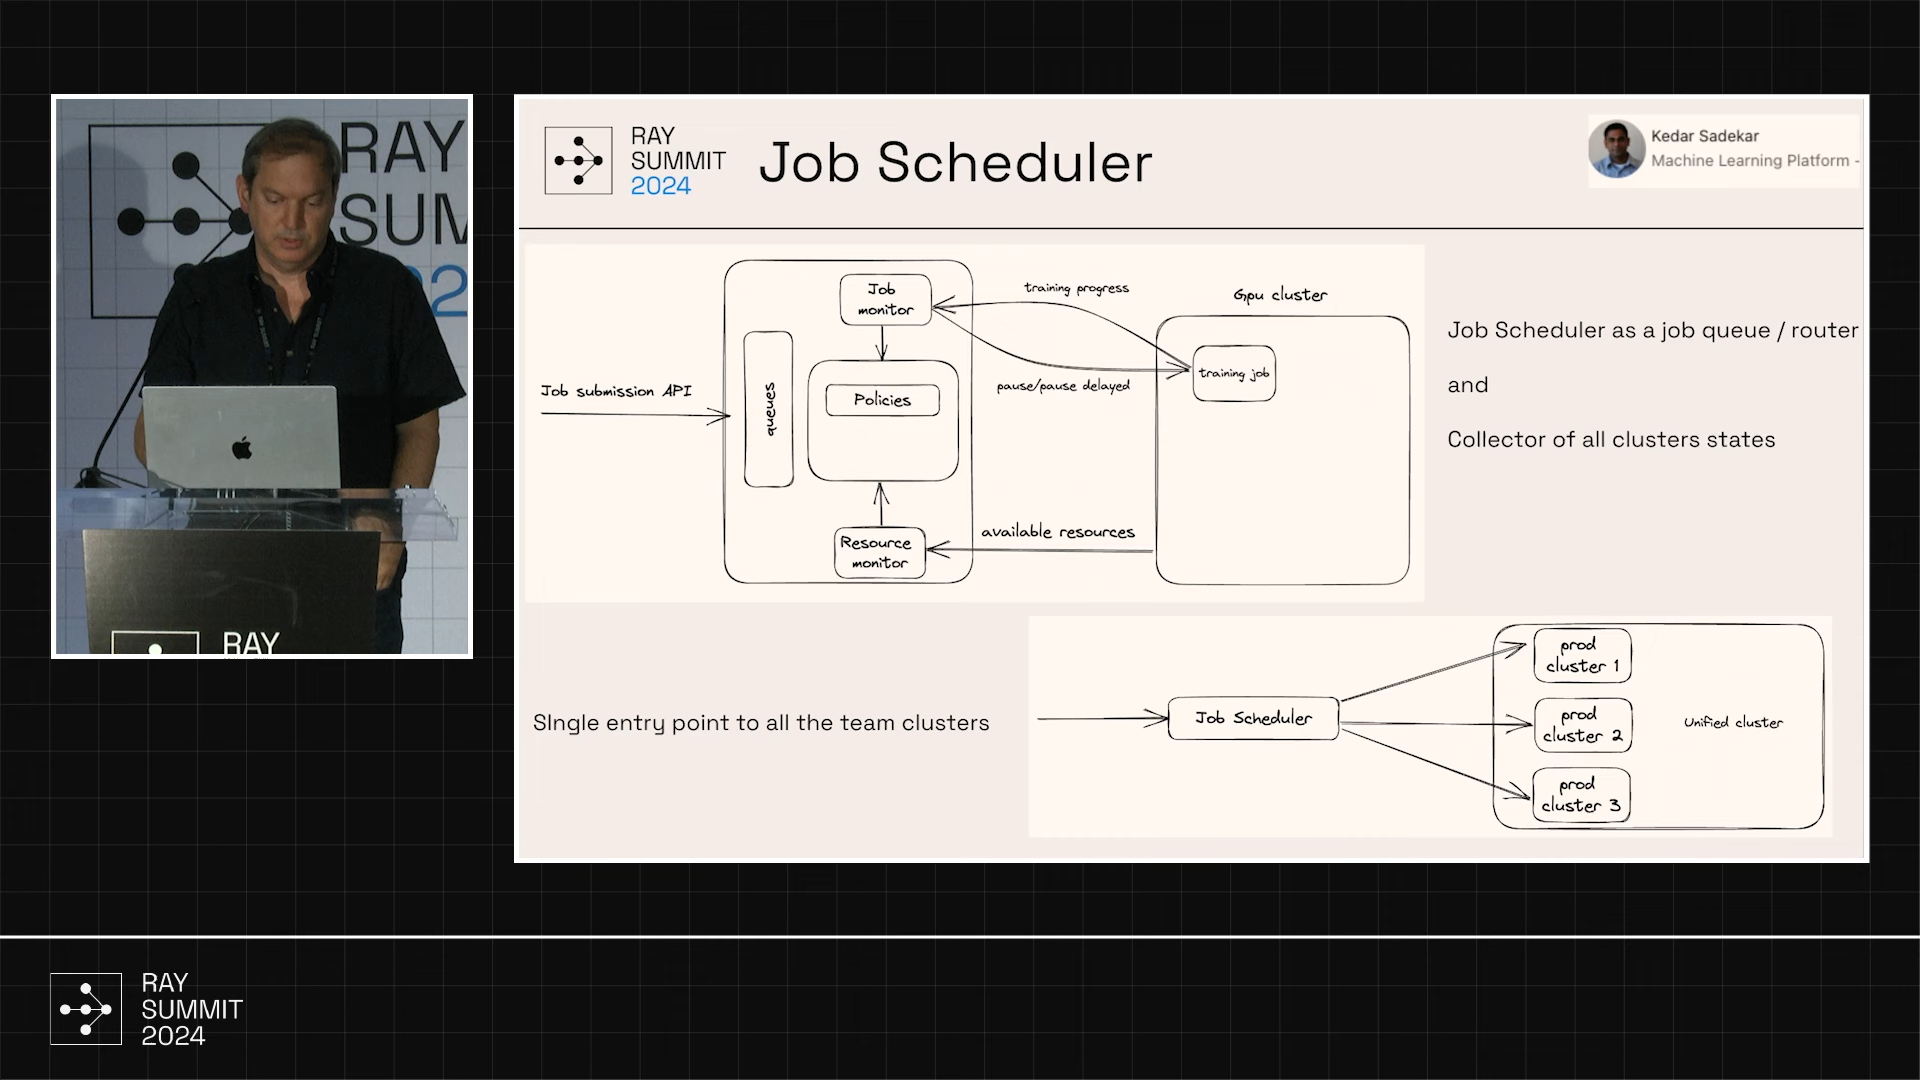 RAY
SUM
2
RAY
RAY
SUMMIT
2024
Job Scheduler
Kedar Sadekar
Machine Learning Platform -
Job submission API
queues
Job
monitor
Policies
Resource
monitor
training progress
pause/pause delayed
available resources
Gpu cluster
training job
Job Scheduler as a job queue / router
and
Collector of all clusters states
SIngle entry point to all the team clusters
Job Scheduler
prod
cluster 1
prod
cluster 2
prod
cluster 3
Unified cluster
RAY
SUMMIT
2024